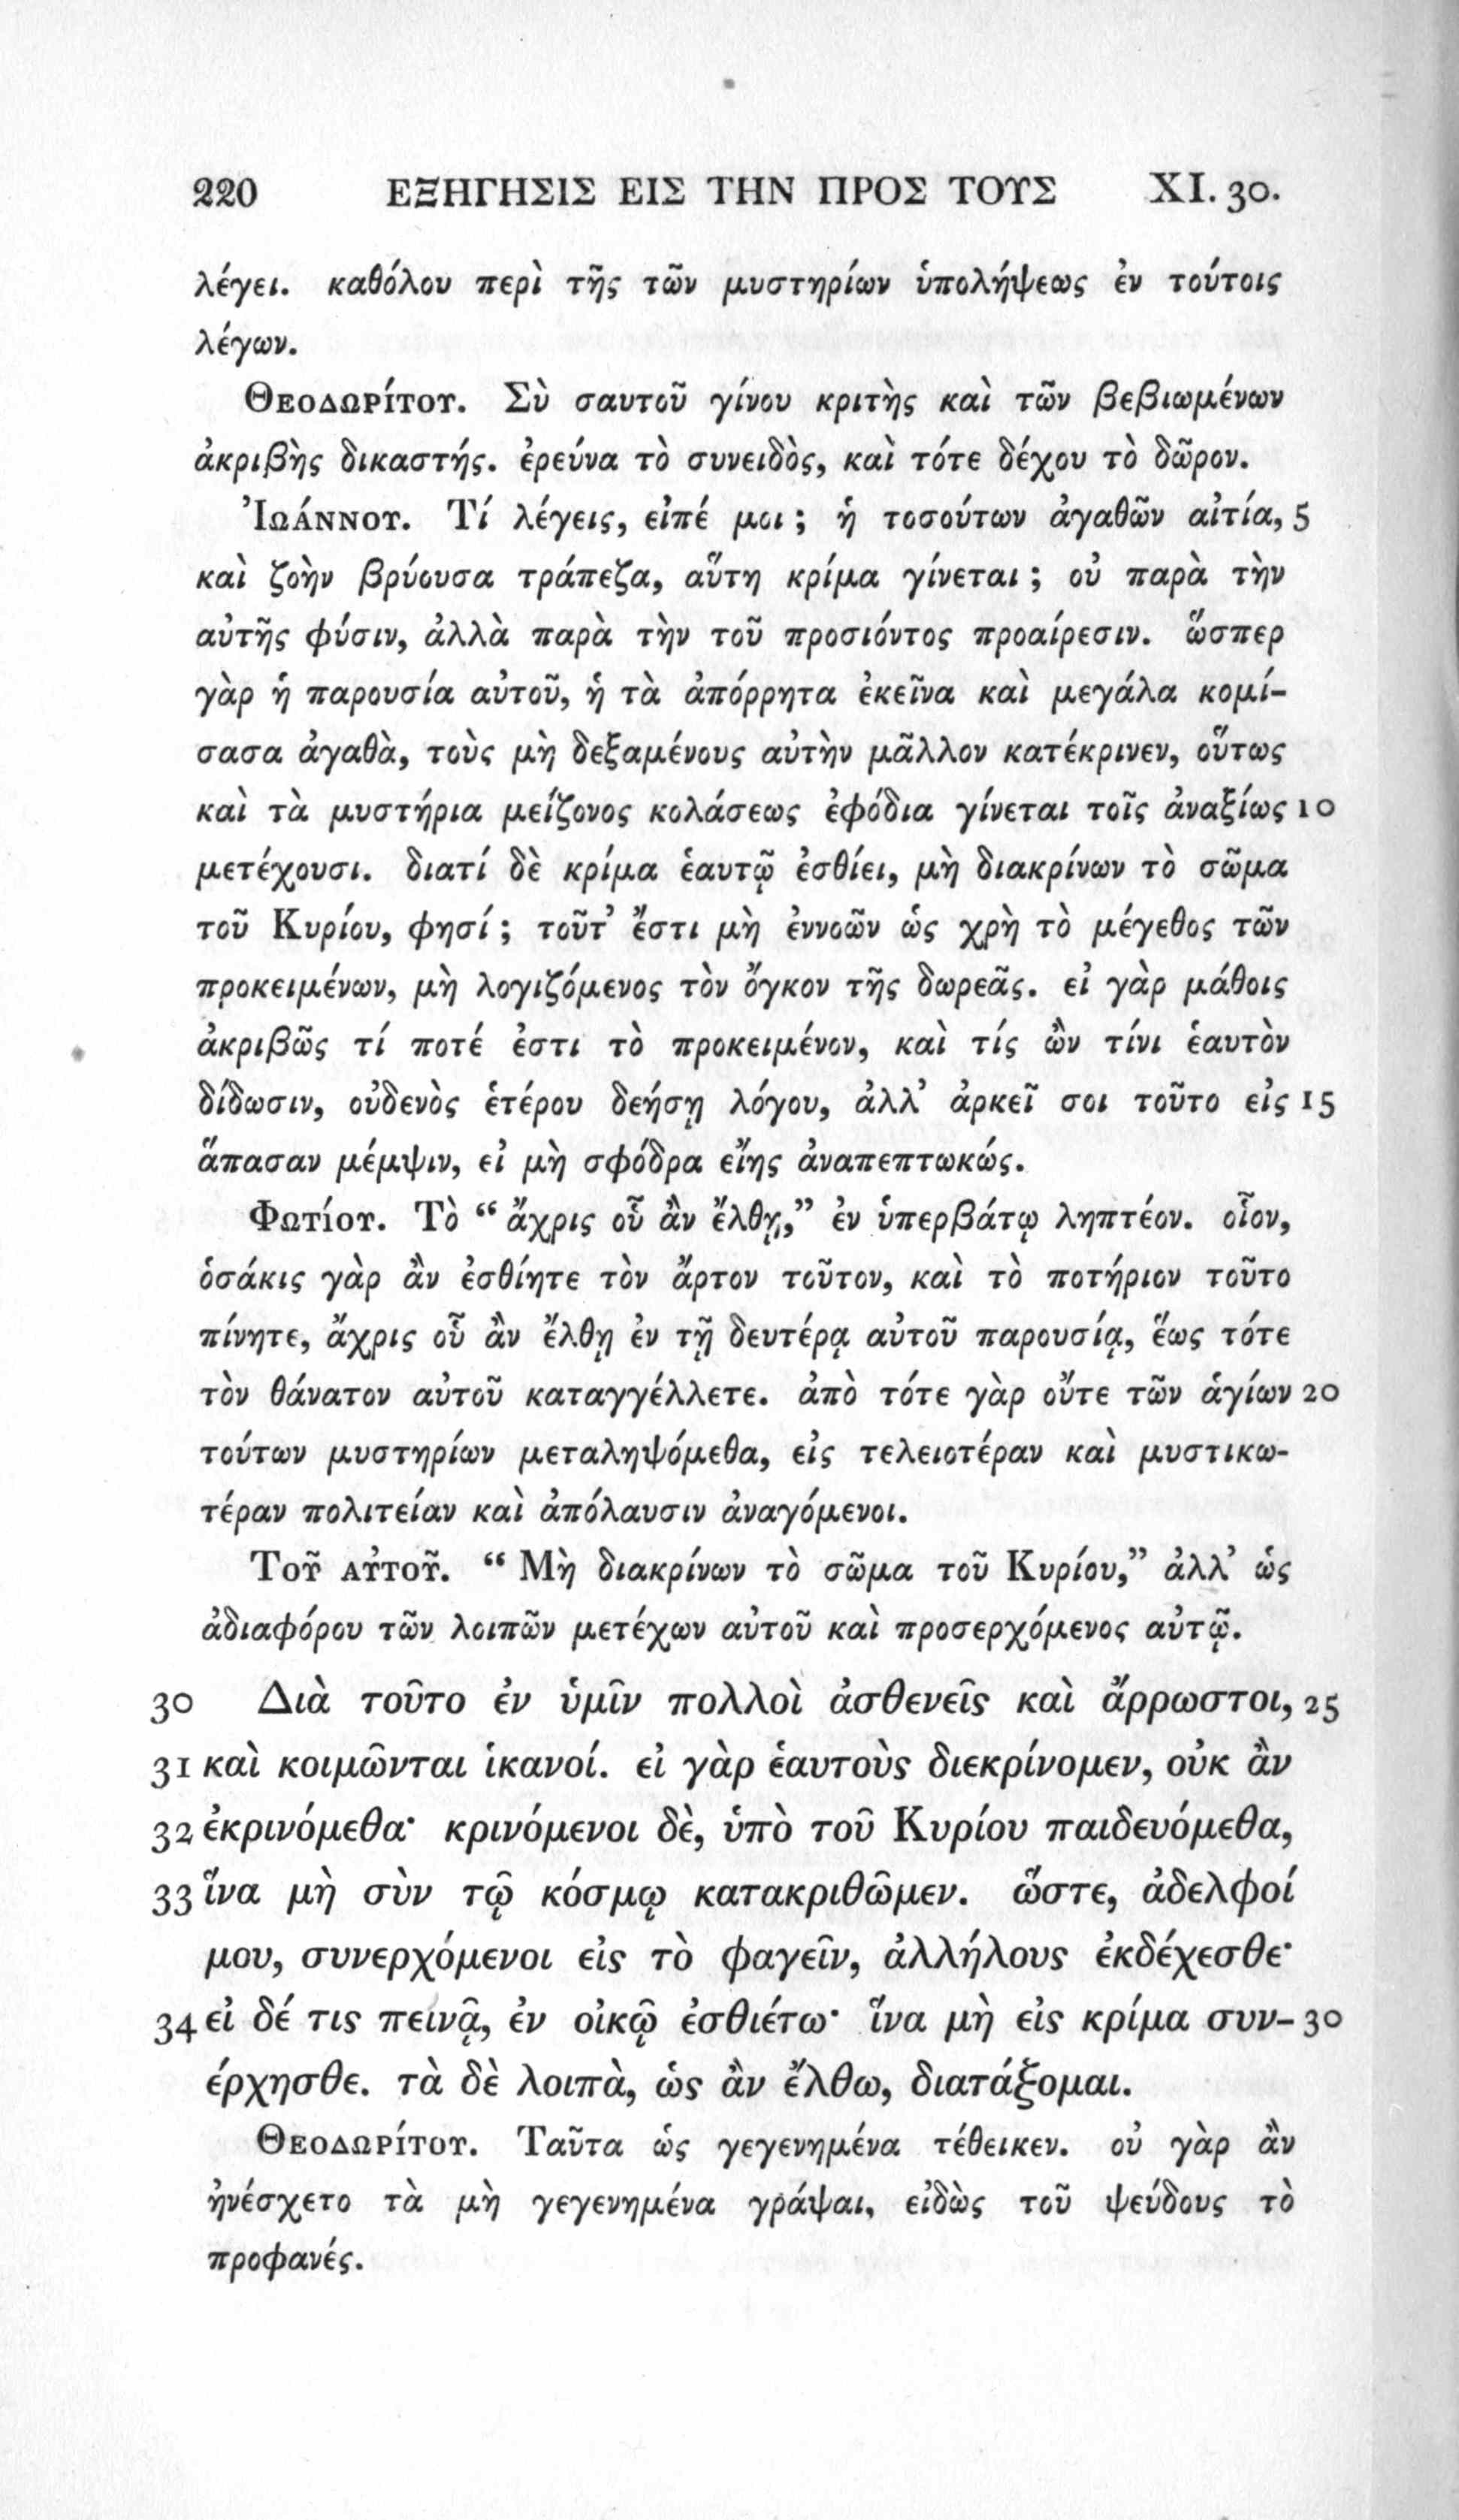 220 ΕΞΗΓΗΣΙΣ ΕΙΣ ΤΗΝ ΠΡΟΣ ΤΟΥΣ XI. 30.
λέγει. καθόλου περὶ τῆς τῶν μυστηρίων ὑπολήψεως ἐν τούτοις
λέγων.
Θεοδωρίτου. Σὺ σαυτοῦ γίνου κριτὴς καὶ τῶν βεβιωμένων
ἀκριβὴς δικαστής. ἐρεύνα τὸ συνειδὸς, καὶ τότε δέχου τὸ δῶρον.
Ἰωάννου. Τί λέγεις, εἰπέ μοι; ἡ τοσούτων ἀγαθῶν αἰτία, 5
καὶ ζοὴν βρύουσα τράπεζα, αὕτη κρίμα γίνεται; οὐ παρὰ τὴν
αὐτῆς φύσιν, ἀλλὰ παρὰ τὴν τοῦ προσιόντος προαίρεσιν. ὥσπερ
γὰρ ἡ παρουσία αὐτοῦ, ἡ τὰ ἀπόρρητα ἐκεῖνα καὶ μεγάλα κομί-
σασα ἀγαθὰ, τοὺς μὴ δεξαμένους αὐτὴν μᾶλλον κατέκρινεν, οὕτως
καὶ τὰ μυστήρια μείζονος κολάσεως ἐφόδια γίνεται τοῖς ἀναξίως 10
μετέχουσι. διατί δὲ κρίμα ἑαυτῷ ἐσθίει, μὴ διακρίνων τὸ σῶμα
τοῦ Κυρίου, φησί; τοῦτ’ ἔστι μὴ ἐννοῶν ὡς χρὴ τὸ μέγεθος τῶν
προκειμένων, μὴ λογιζόμενος τὸν ὄγκον τῆς δωρεᾶς. εἰ γὰρ μάθοις
ἀκριβῶς τί ποτέ ἐστι τὸ προκειμένον, καὶ τίς ὢν τίνι ἑαυτὸν
δίδωσιν, οὐδενὸς ἑτέρου δεήσῃ λόγου, ἀλλ’ ἀρκεῖ σοι τοῦτο εἰς 15
ἅπασαν μέμψιν, εἰ μὴ σφόδρα εἴης ἀναπεπτωκώς.
Φωτίου. Τὸ “ ἄχρις οὗ ἂν ἔλθῃ,” ἐν ὑπερβάτῳ ληπτέον. οἷον,
ὁσάκις γὰρ ἂν ἐσθίητε τὸν ἄρτον τοῦτον, καὶ τὸ ποτήριον τοῦτο
πίνητε, ἄχρις οὗ ἂν ἔλθῃ ἐν τῇ δευτέρᾳ αὐτοῦ παρουσίᾳ, ἕως τότε
τὸν θάνατον αὐτοῦ καταγγέλλετε. ἀπὸ τότε γὰρ οὔτε τῶν ἁγίων 20
τούτων μυστηρίων μεταληψόμεθα, εἰς τελειοτέραν καὶ μυστικω-
τέραν πολιτείαν καὶ ἀπόλαυσιν ἀναγόμενοι.
Τοῦ αὐτοῦ. “ Μὴ διακρίνων τὸ σῶμα τοῦ Κυρίου,” ἀλλ’ ὡς
ἀδιαφόρου τῶν λοιπῶν μετέχων αὐτοῦ καὶ προσερχόμενος αὐτῷ.
30 Διὰ τοῦτο ἐν ὑμῖν πολλοὶ ἀσθενεῖς καὶ ἄρρωστοι, 25
31 καὶ κοιμῶνται ἱκανοί. εἰ γὰρ ἑαυτοὺς διεκρίνομεν, οὐκ ἂν
32 ἐκρινόμεθα· κρινόμενοι δὲ, ὑπὸ τοῦ Κυρίου παιδευόμεθα,
33 ἵνα μὴ σὺν τῷ κόσμῳ κατακριθῶμεν. ὥστε, ἀδελφοί
μου, συνερχόμενοι εἰς τὸ φαγεῖν, ἀλλήλους ἐκδέχεσθε·
34 εἰ δέ τις πεινᾷ, ἐν οἰκῷ ἐσθιέτω· ἵνα μὴ εἰς κρίμα συν- 30
έρχησθε. τὰ δὲ λοιπὰ, ὡς ἂν ἔλθω, διατάξομαι.
Θεοδωρίτου. Ταῦτα ὡς γεγενημένα τέθεικεν. οὐ γὰρ ἂν
ἠνέσχετο τὰ μὴ γεγενημένα γράψαι, εἰδὼς τοῦ ψεύδους τὸ
προφανές.